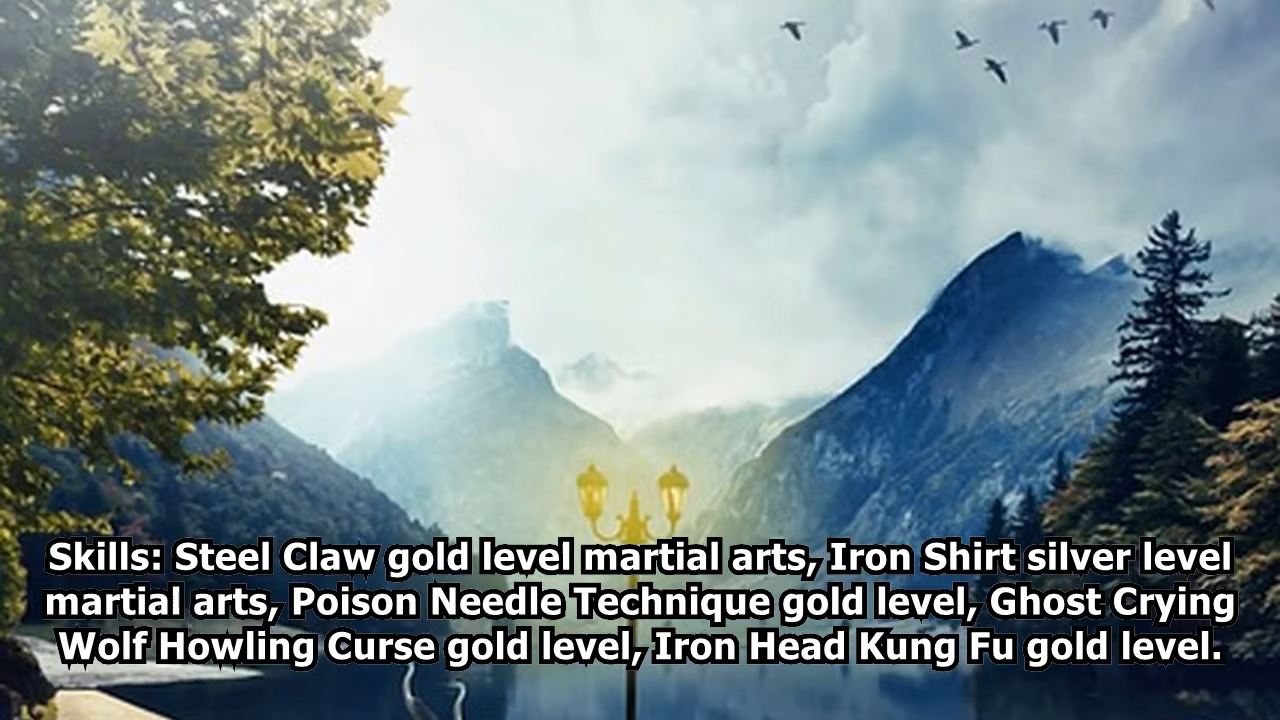 Skills: Steel Claw gold level martial arts, Iron Shirt silver level
martial arts, Poison Needle Technique gold level, Ghost Crying
Wolf Howling Curse gold level, Iron Head Kung Fu gold level.